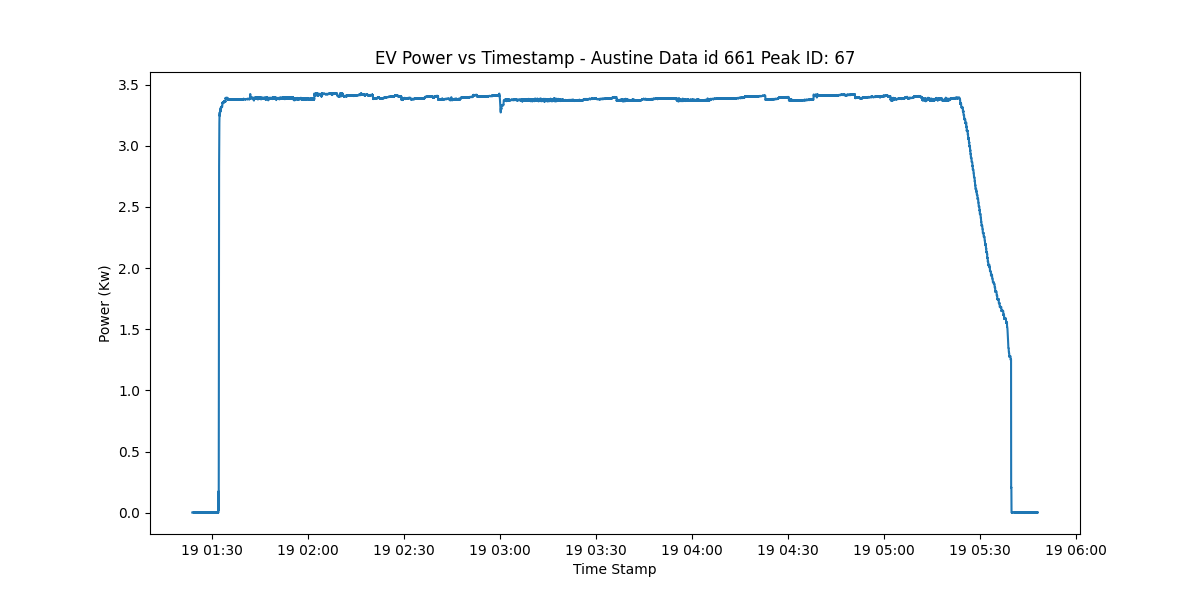 EV Power vs Timestamp - Austine Data id 661 Peak ID: 67
3.5
3.0
2.5
2.0
1.5
1.0
0.5
0.0
Power (Kw)
19 01:30 19 02:00 19 02:30 19 03:00 19 03:30 19 04:00 19 04:30 19 05:00 19 05:30 19 06:00
Time Stamp